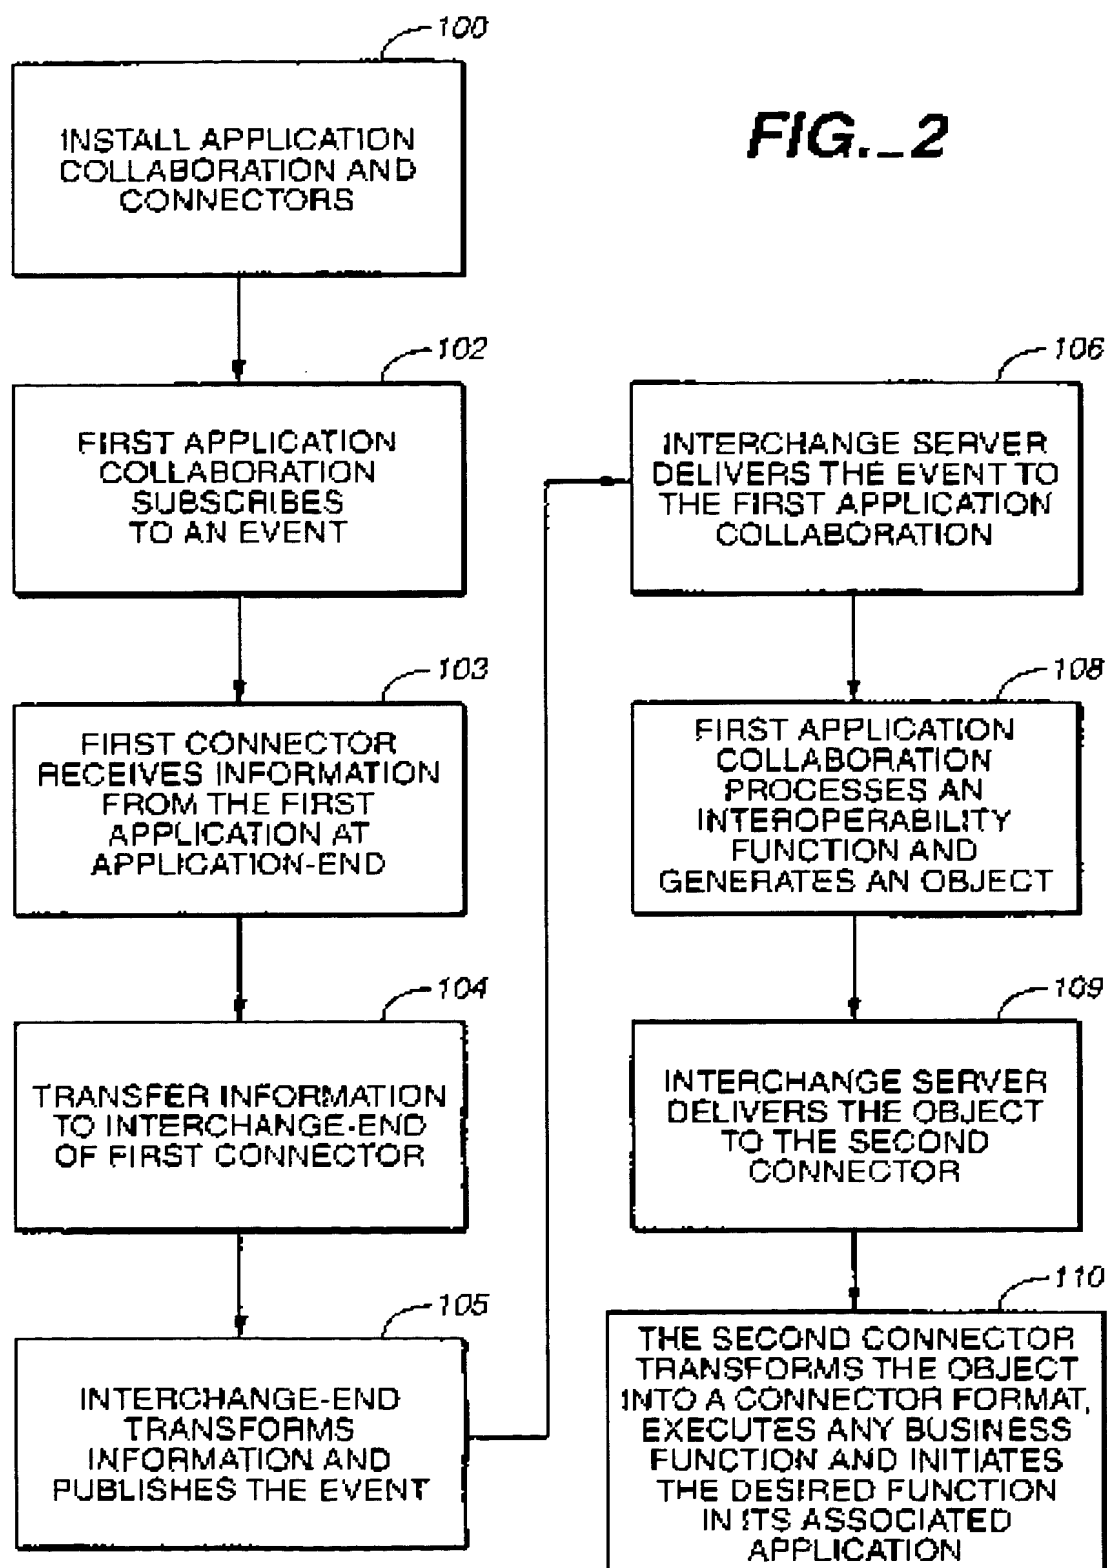 100
INSTALL APPLICATION
COLLABORATION AND
CONNECTORS
FIG._2
102
FIRST APPLICATION
COLLABORATION
SUBSCRIBES
TO AN EVENT
103
FIRST CONNECTOR
RECEIVES INFORMATION
FROM THE FIRST
APPLICATION AT
APPLICATION-END
104
TRANSFER INFORMATION
TO INTERCHANGE-END
OF FIRST CONNECTOR
105
INTERCHANGE-END
TRANSFORMS
INFORMATION AND
PUBLISHES THE EVENT
106
INTERCHANGE SERVER
DELIVERS THE EVENT TO
THE FIRST APPLICATION
COLLABORATION
108
FIRST APPLICATION
COLLABORATION
PROCESSES AN
INTEROPERABILITY
FUNCTION AND
GENERATES AN OBJECT
109
INTERCHANGE SERVER
DELIVERS THE OBJECT
TO THE SECOND
CONNECTOR
110
THE SECOND CONNECTOR
TRANSFORMS THE OBJECT
INTO A CONNECTOR FORMAT,
EXECUTES ANY BUSINESS
FUNCTION AND INITIATES
THE DESIRED FUNCTION
IN ITS ASSOCIATED
APPLICATION